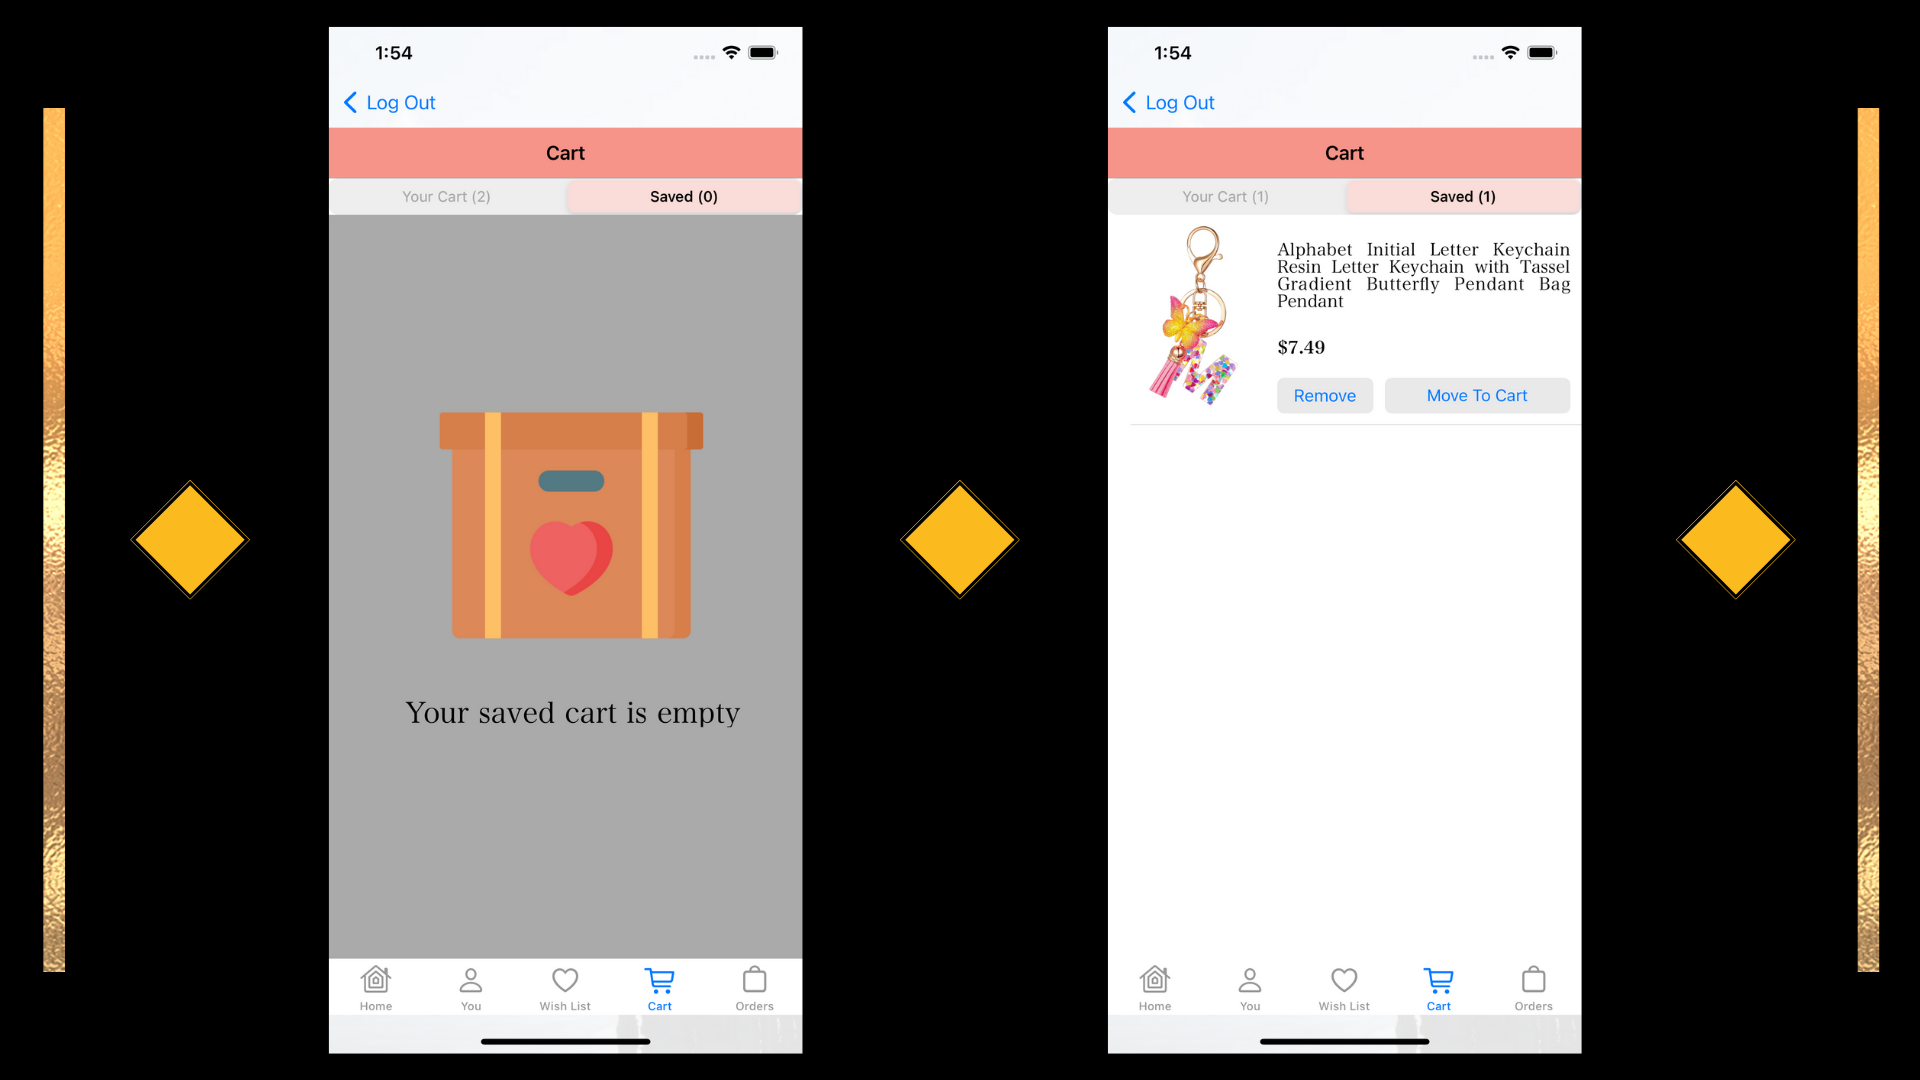 1:54
Log Out
Cart
Your Cart (2)
Saved (0)
Your saved cart is empty
Home
You
Wish List
Cart
Orders
1:54
Log Out
Cart
Your Cart (1)
Saved (1)
Alphabet Initial Letter Keychain
Resin Letter Keychain with Tassel
Gradient Butterfly Pendant Bag
Pendant
$7.49
Remove
Move To Cart
M
Home
You
Wish List
Cart
Orders